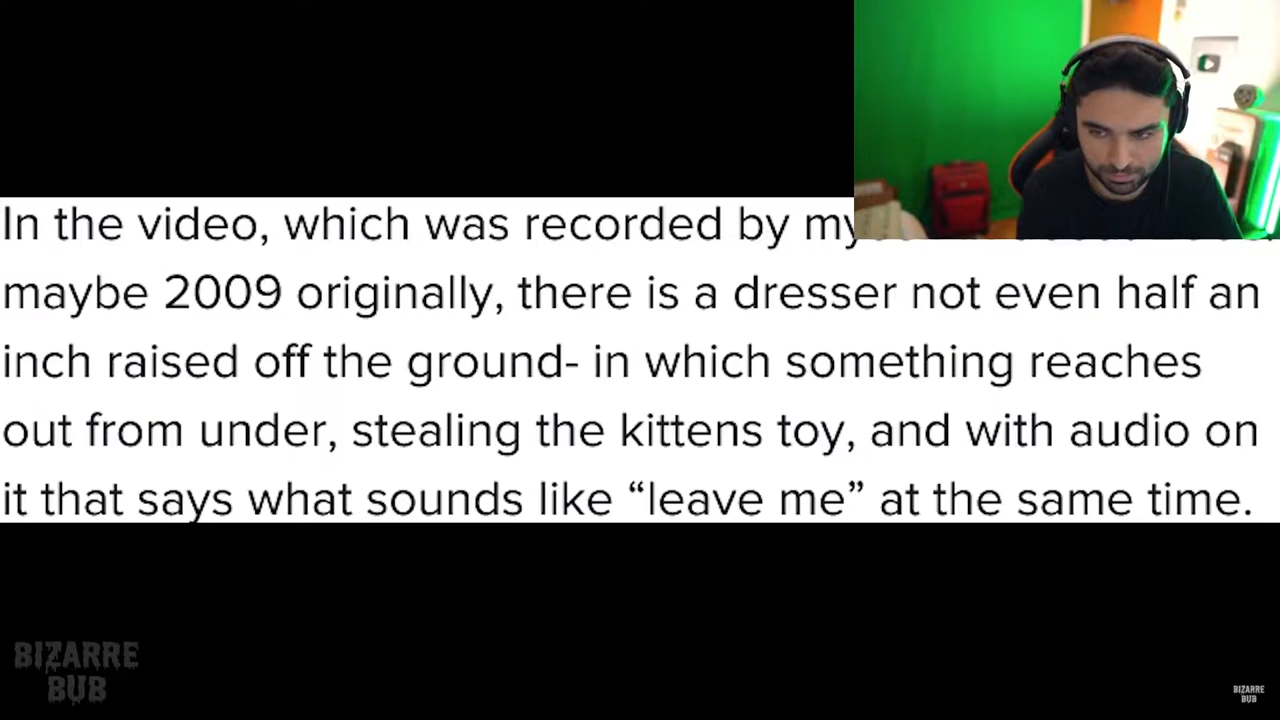 In the video, which was recorded by my
maybe 2009 originally, there is a dresser not even half an
inch raised off the ground- in which something reaches
out from under, stealing the kittens toy, and with audio on
it that says what sounds like “leave me” at the same time.
BIZARRE
BUB
BIZARRE
BUB